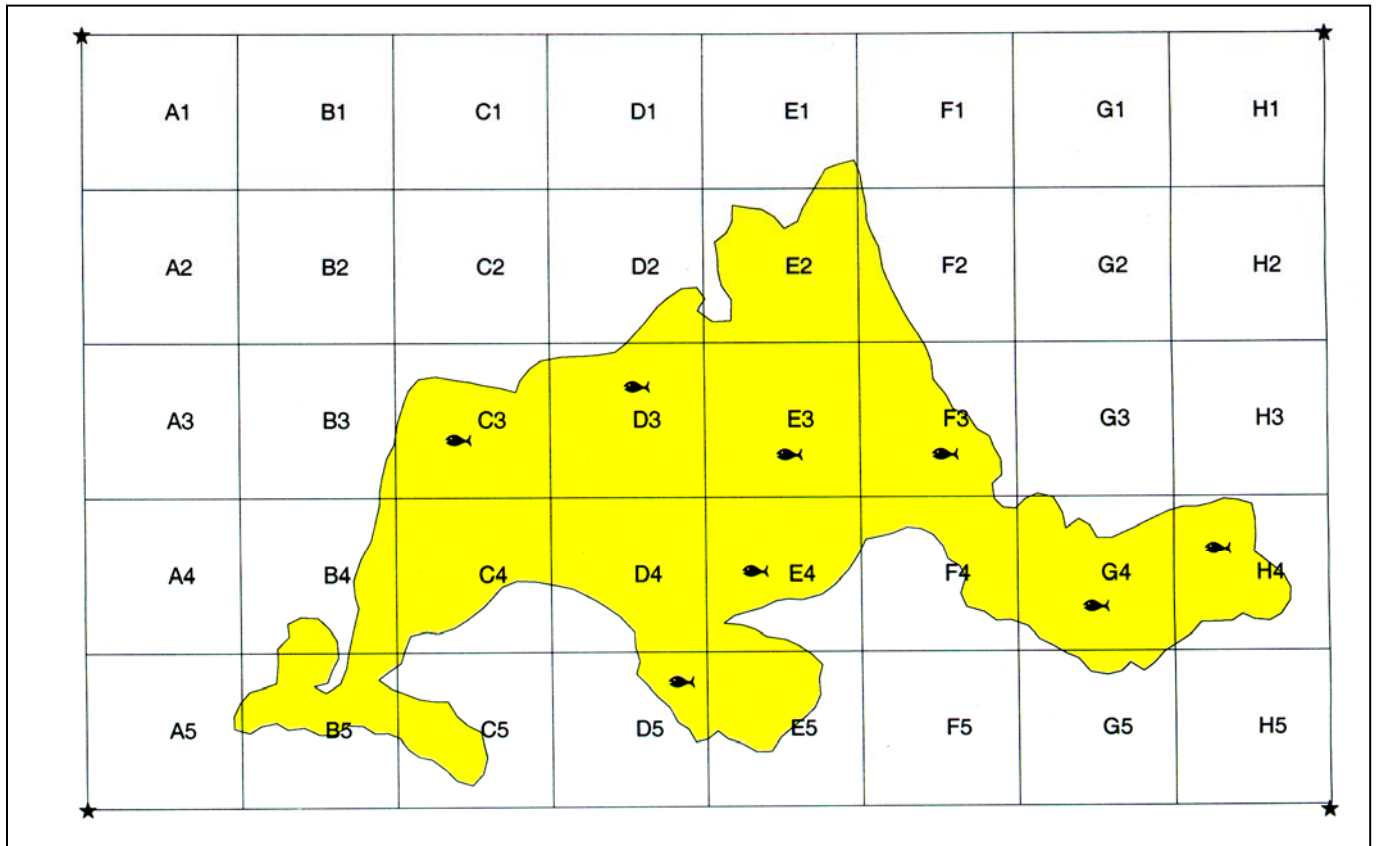 A1 B1 C1 D1 E1 F1 G1 H1
A2 B2 C2 D2 E2 F2 G2 H2
A3 B3 C3 D3 E3 F3 G3 H3
A4 B4 C4 D4 E4 F4 G4 H4
A5 B5 C5 D5 E5 F5 G5 H5